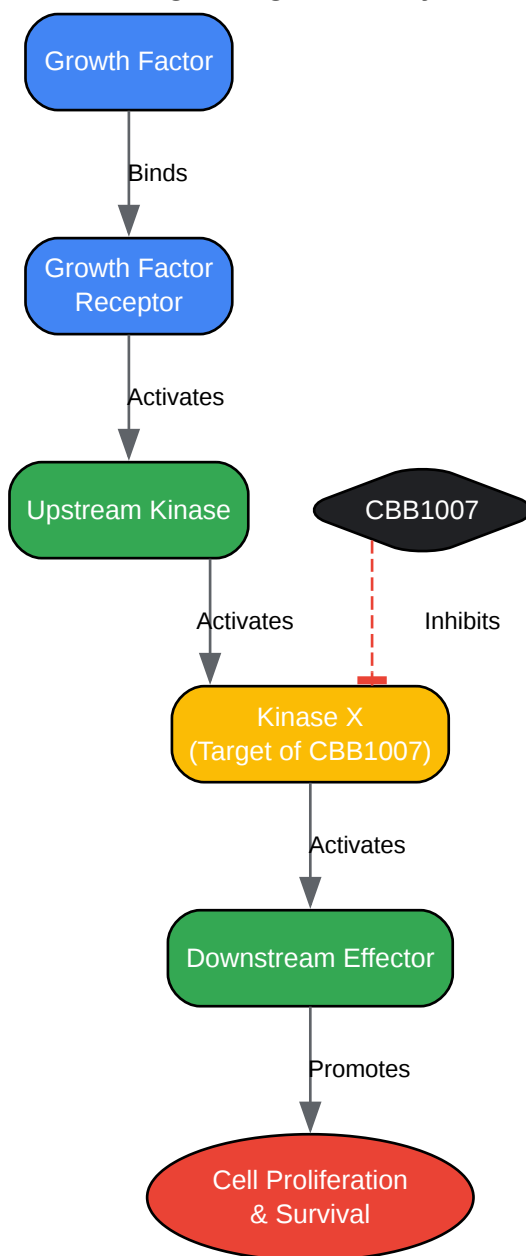 Growth Factor
Binds
Growth Factor
Receptor
Activates
Upstream Kinase
CBB1007
Activates
Inhibits
Kinase X
(Target of CBB1007)
Activates
Downstream Effector
Promotes
Cell Proliferation
& Survival